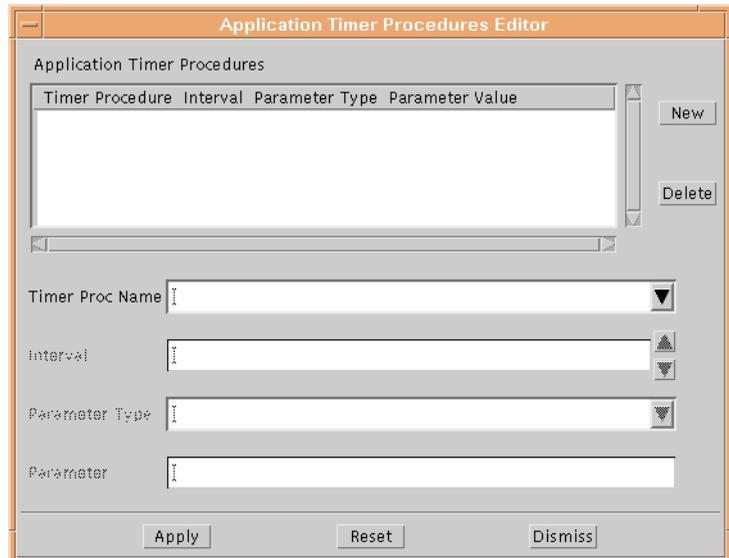 Application Timer Procedures Editor
Application Timer Procedures
Timer Procedure Interval Parameter Type Parameter Value
New
Delete
Timer Proc Name
Interval
Parameter Type
Parameter
Apply Reset Dismiss